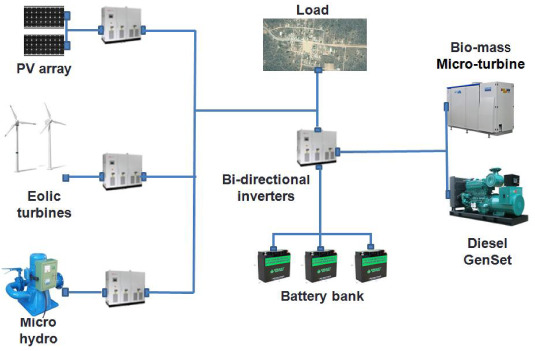 Load
Bio-mass
Micro-turbine
PV array
Bi-directional
inverters
Eolic
turbines
Diesel
GenSet
Battery bank
Micro
hydro